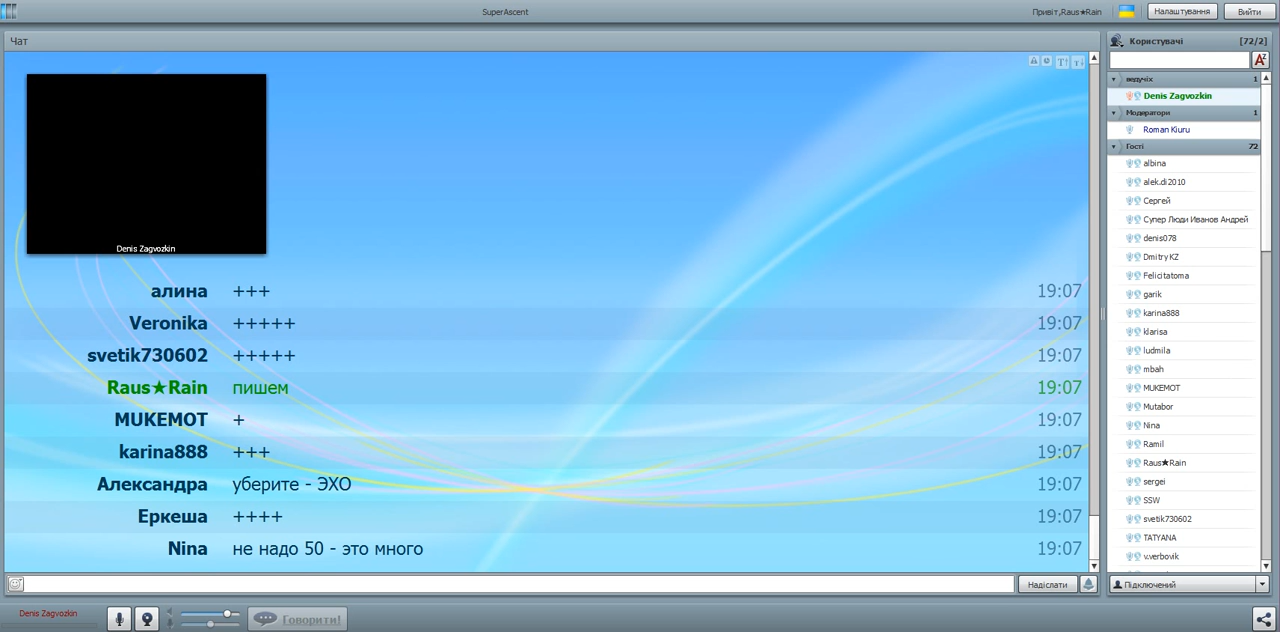 SuperAscent
Привіт,Raus★Rain
Налаштування
Вийти
Чат
Denis Zagvozkin
алина +++ 19:07
Veronika +++++ 19:07
svetik730602 +++++ 19:07
Raus★Rain пишем 19:07
MUKEMOT + 19:07
karina888 +++ 19:07
Александра уберите - ЭХО 19:07
Еркеша ++++ 19:07
Nina не надо 50 - это много 19:07
Надіслати
Denis Zagvozkin
Говорити!
Користувачі [72/2]
ведучіх 1
Denis Zagvozkin
Модератори 1
Roman Kiuru
Гості 72
albina
alek.di2010
Сергей
Супер Люди Иванов Андрей
denis078
Dmitry KZ
Felicitatoma
garik
karina888
klarisa
ludmila
mbah
MUKEMOT
Mutabor
Nina
Ramil
Raus★Rain
sergei
SSW
svetik730602
TATYANA
v.verbovik
Підключений